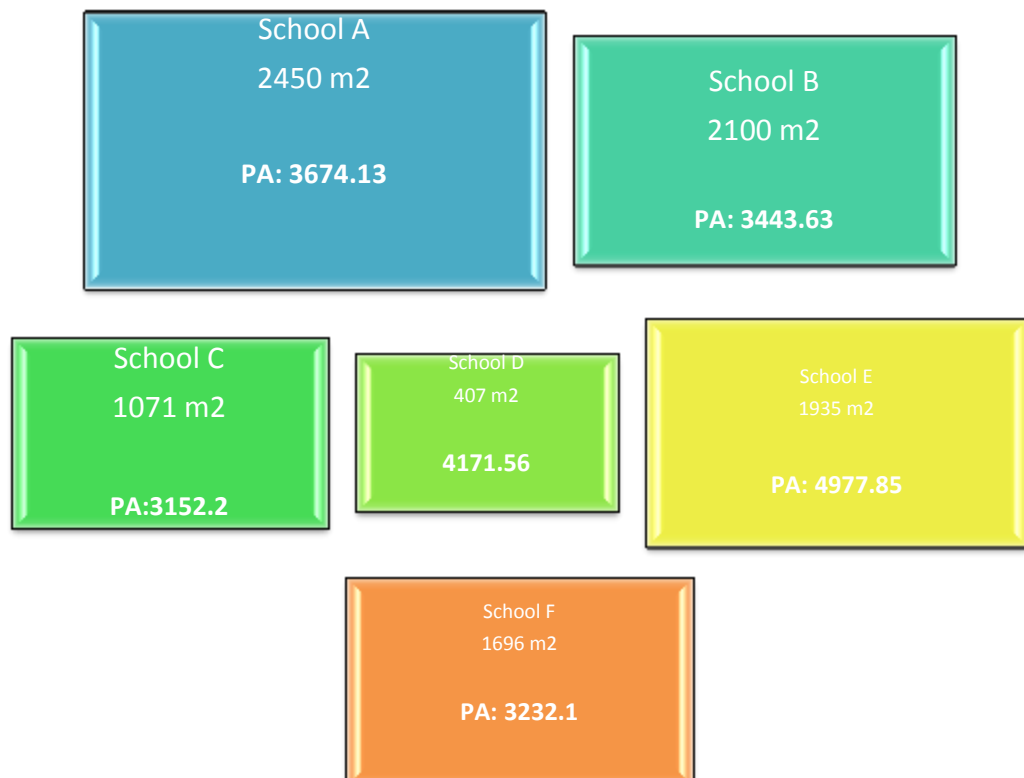 School A
2450 m2
PA: 3674.13
School B
2100 m2
PA: 3443.63
School C
1071 m2
PA:3152.2
School D
407 m2
4171.56
School E
1935 m2
PA: 4977.85
School F
1696 m2
PA: 3232.1